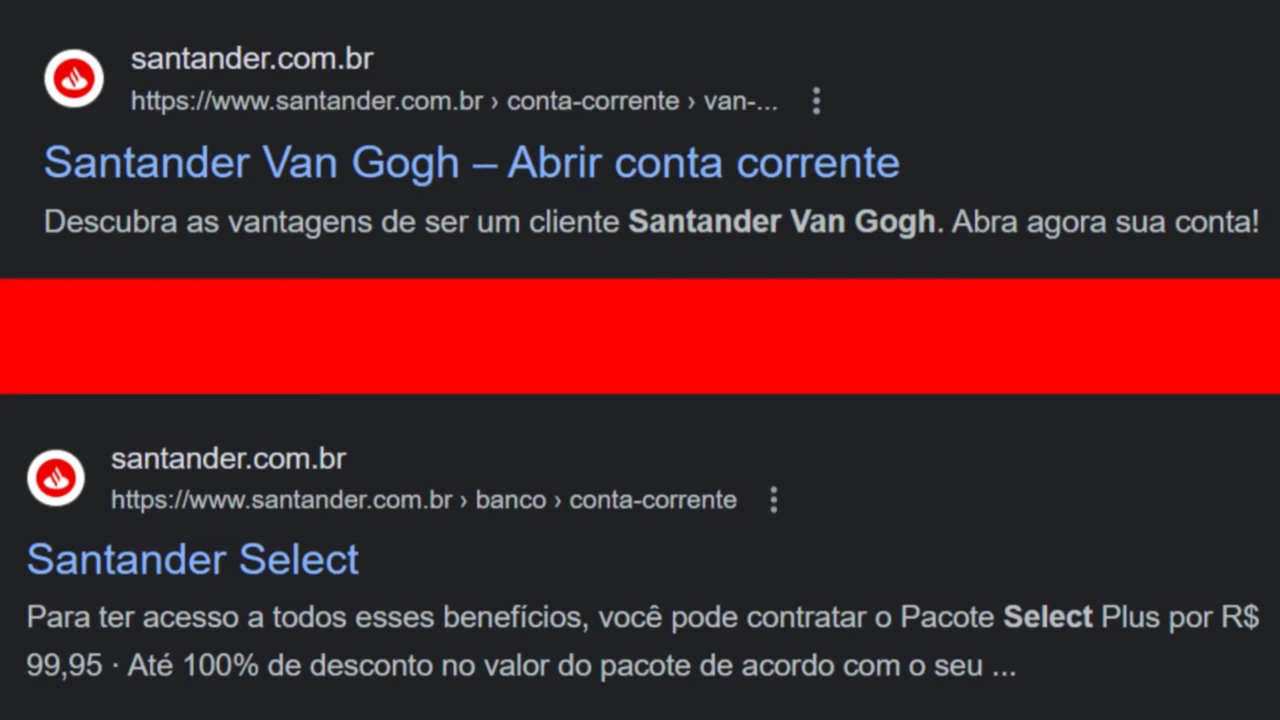 santander.com.br
https://www.santander.com.br › conta-corrente › van-...
Santander Van Gogh – Abrir conta corrente
Descubra as vantagens de ser um cliente Santander Van Gogh. Abra agora sua conta!
santander.com.br
https://www.santander.com.br › banco › conta-corrente
Santander Select
Para ter acesso a todos esses benefícios, você pode contratar o Pacote Select Plus por R$
99,95 · Até 100% de desconto no valor do pacote de acordo com o seu ...